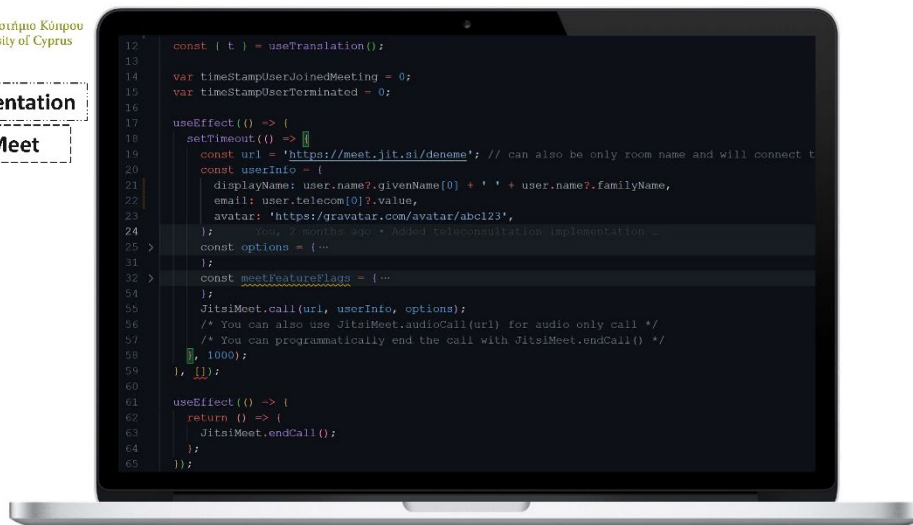 στήμιο Κύπρου
sity of Cyprus
entation
Meet
12 const { t } = useTranslation();
13
14 var timeStampUserJoinedMeeting = 0;
15 var timeStampUserTerminated = 0;
16
17 useEffect(() => {
18 setTimeout(() => {
19 const url = 'https://meet.jit.si/deneme'; // can also be only room name and will connect t
20 const userInfo = {
21 displayName: user.name?.givenName[0] + ' ' + user.name?.familyName,
22 email: user.telecom[0]?.value,
23 avatar: 'https:/gravatar.com/avatar/abc123',
24 }; You, 2 months ago • Added teleconsultation implementation …
25 > const options = {…
31 };
32 > const meetFeatureFlags = {…
54 };
55 JitsiMeet.call(url, userInfo, options);
56 /* You can also use JitsiMeet.audioCall(url) for audio only call */
57 /* You can programmatically end the call with JitsiMeet.endCall() */
58 }, 1000);
59 }, []);
60
61 useEffect(() => {
62 return () => {
63 JitsiMeet.endCall();
64 };
65 });